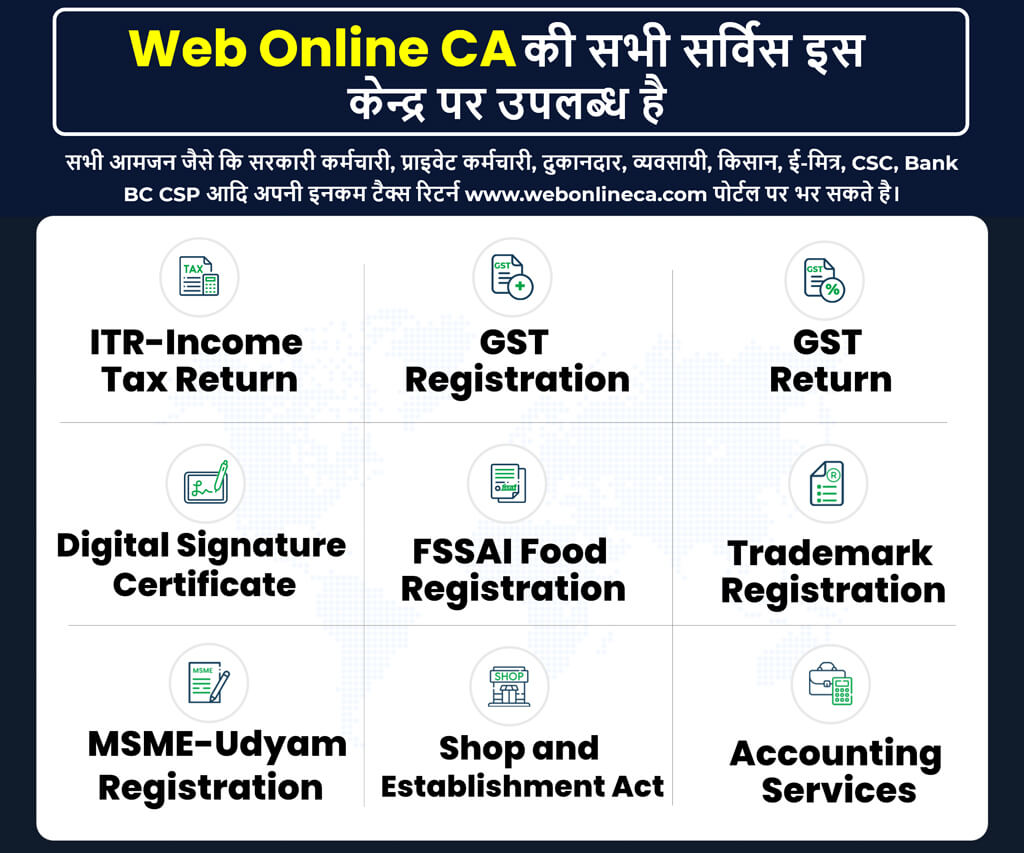 Web Online CA की सभी सर्विस इस
केन्द्र पर उपलब्ध है
सभी आमजन जैसे कि सरकारी कर्मचारी, प्राइवेट कर्मचारी, दुकानदार, व्यवसायी, किसान, ई-मित्र, CSC, Bank
BC CSP आदि अपनी इनकम टैक्स रिटर्न www.webonlineca.com पोर्टल पर भर सकते है।
TAX
ITR-Income
Tax Return
GST
GST
Registration
GST
%
GST
Return
Digital Signature
Certificate
FSSAI Food
Registration
R
Trademark
Registration
MSME
MSME-Udyam
Registration
SHOP
Shop and
Establishment Act
Accounting
Services